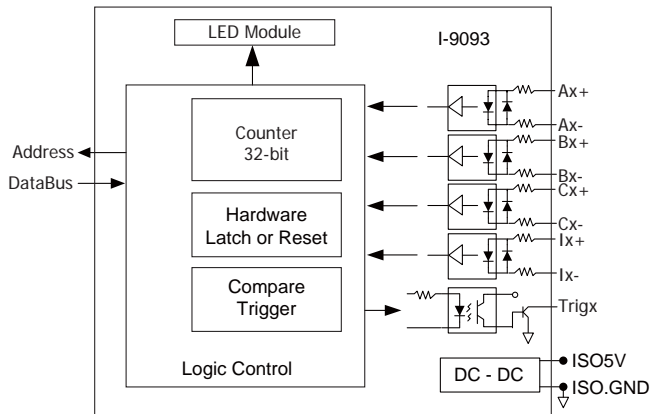 LED Module
I-9093
Counter
32-bit
Hardware
Latch or Reset
Compare
Trigger
Logic Control
Address
DataBus
Ax+
Ax-
Bx+
Bx-
Cx+
Cx-
Ix+
Ix-
Trigx
DC - DC
ISO5V
ISO.GND